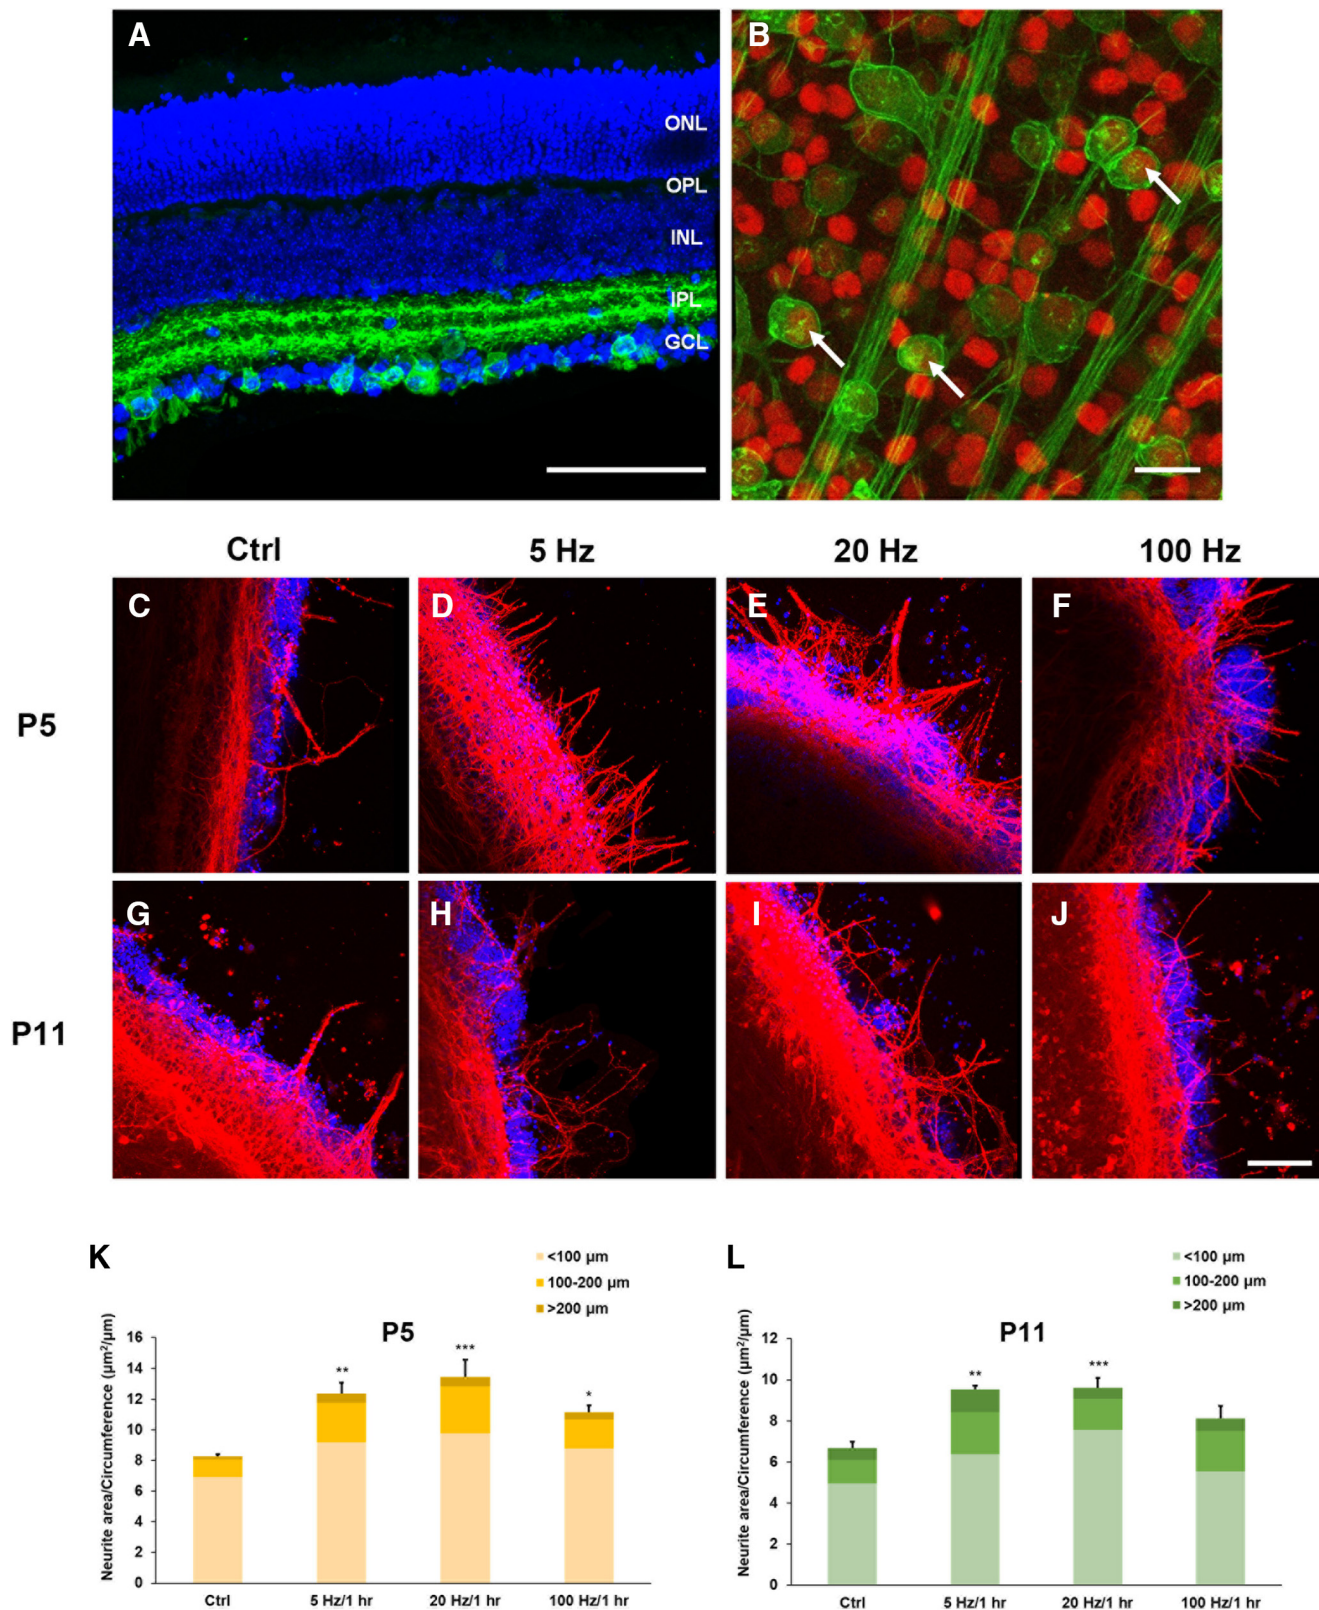 A
B
ONL
OPL
INL
IPL
GCL
Ctrl
5 Hz
20 Hz
100 Hz
P5
C
D
E
F
P11
G
H
I
J
K
<100 µm
100-200 µm
>200 µm
P5
Neurite area/Circumference (µm²/µm)
16
14
12
10
8
6
4
2
0
**
***
*
Ctrl
5 Hz/1 hr
20 Hz/1 hr
100 Hz/1 hr
L
<100 µm
100-200 µm
>200 µm
P11
Neurite area/Circumference (µm²/µm)
12
10
8
6
4
2
0
**
***
Ctrl
5 Hz/1 hr
20 Hz/1 hr
100 Hz/1 hr